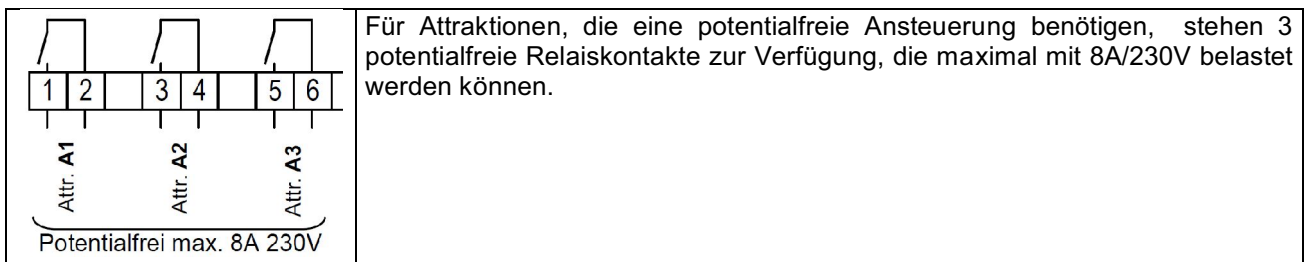 1 2 3 4 5 6
Attr. A1
Attr. A2
Attr. A3
Potentialfrei max. 8A 230V
Für Attraktionen, die eine potentialfreie Ansteuerung benötigen, stehen 3
potentialfreie Relaiskontakte zur Verfügung, die maximal mit 8A/230V belastet
werden können.